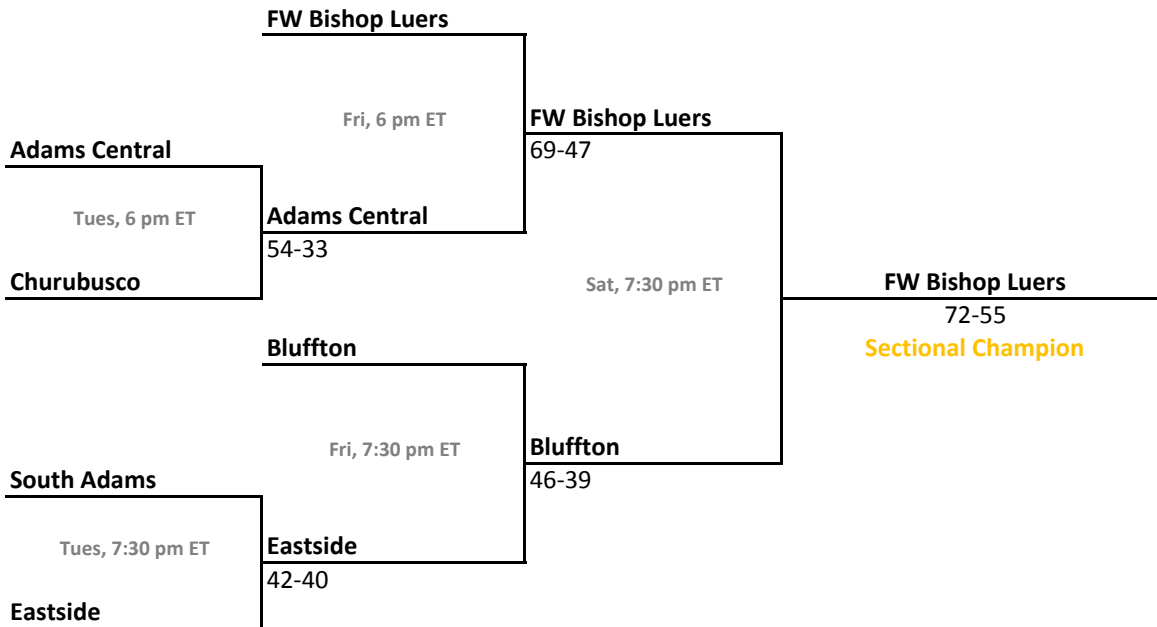 FW Bishop Luers
Fri, 6 pm ET
FW Bishop Luers
Adams Central
69-47
Tues, 6 pm ET
Adams Central
54-33
Churubusco
Sat, 7:30 pm ET
FW Bishop Luers
72-55
Bluffton
Sectional Champion
Fri, 7:30 pm ET
Bluffton
South Adams
46-39
Tues, 7:30 pm ET
Eastside
42-40
Eastside